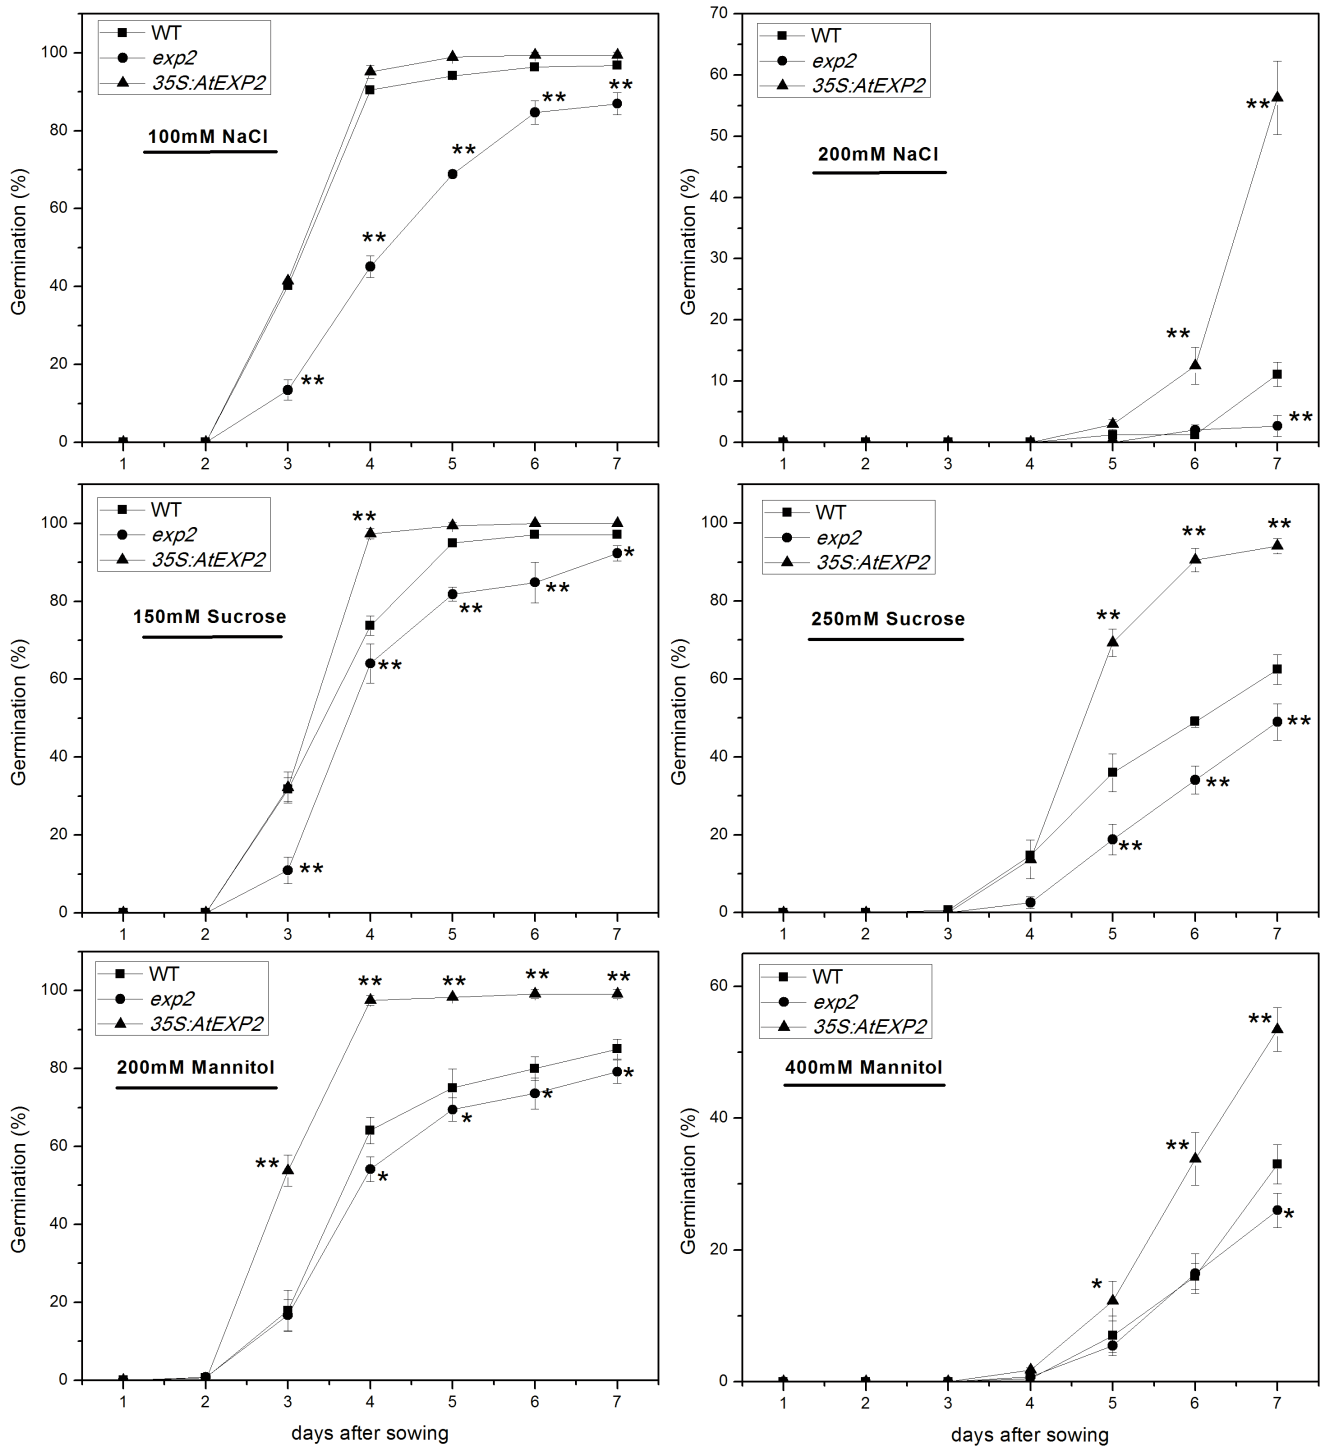 WT
exp2
35S:AtEXP2
100mM NaCl
Germination (%)
100
80
60
40
20
0
** ** ** ** **
1 2 3 4 5 6 7
WT
exp2
35S:AtEXP2
200mM NaCl
Germination (%)
70
60
50
40
30
20
10
0
** ** **
1 2 3 4 5 6 7
WT
exp2
35S:AtEXP2
150mM Sucrose
Germination (%)
100
80
60
40
20
0
** ** ** ** ** *
1 2 3 4 5 6 7
WT
exp2
35S:AtEXP2
250mM Sucrose
Germination (%)
100
80
60
40
20
0
** ** ** ** ** **
1 2 3 4 5 6 7
WT
exp2
35S:AtEXP2
200mM Mannitol
Germination (%)
100
80
60
40
20
0
** ** ** ** ** * * * *
1 2 3 4 5 6 7
days after sowing
WT
exp2
35S:AtEXP2
400mM Mannitol
Germination (%)
60
40
20
0
* ** ** *
1 2 3 4 5 6 7
days after sowing